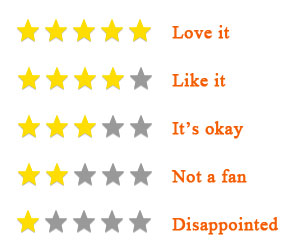 Love it
Like it
It’s okay
Not a fan
Disappointed